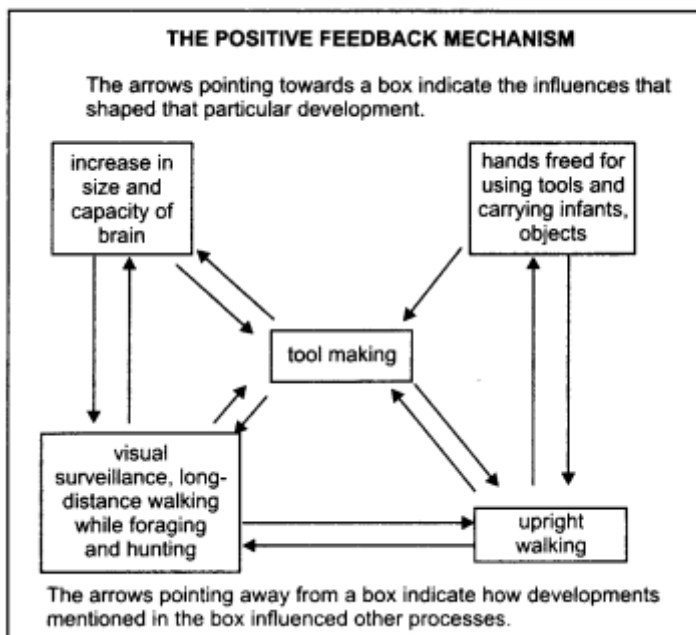 THE POSITIVE FEEDBACK MECHANISM
The arrows pointing towards a box indicate the influences that
shaped that particular development.
increase in
size and
capacity of
brain
hands freed for
using tools and
carrying infants,
objects
tool making
visual
surveillance, long-
distance walking
while foraging
and hunting
upright
walking
The arrows pointing away from a box indicate how developments
mentioned in the box influenced other processes.